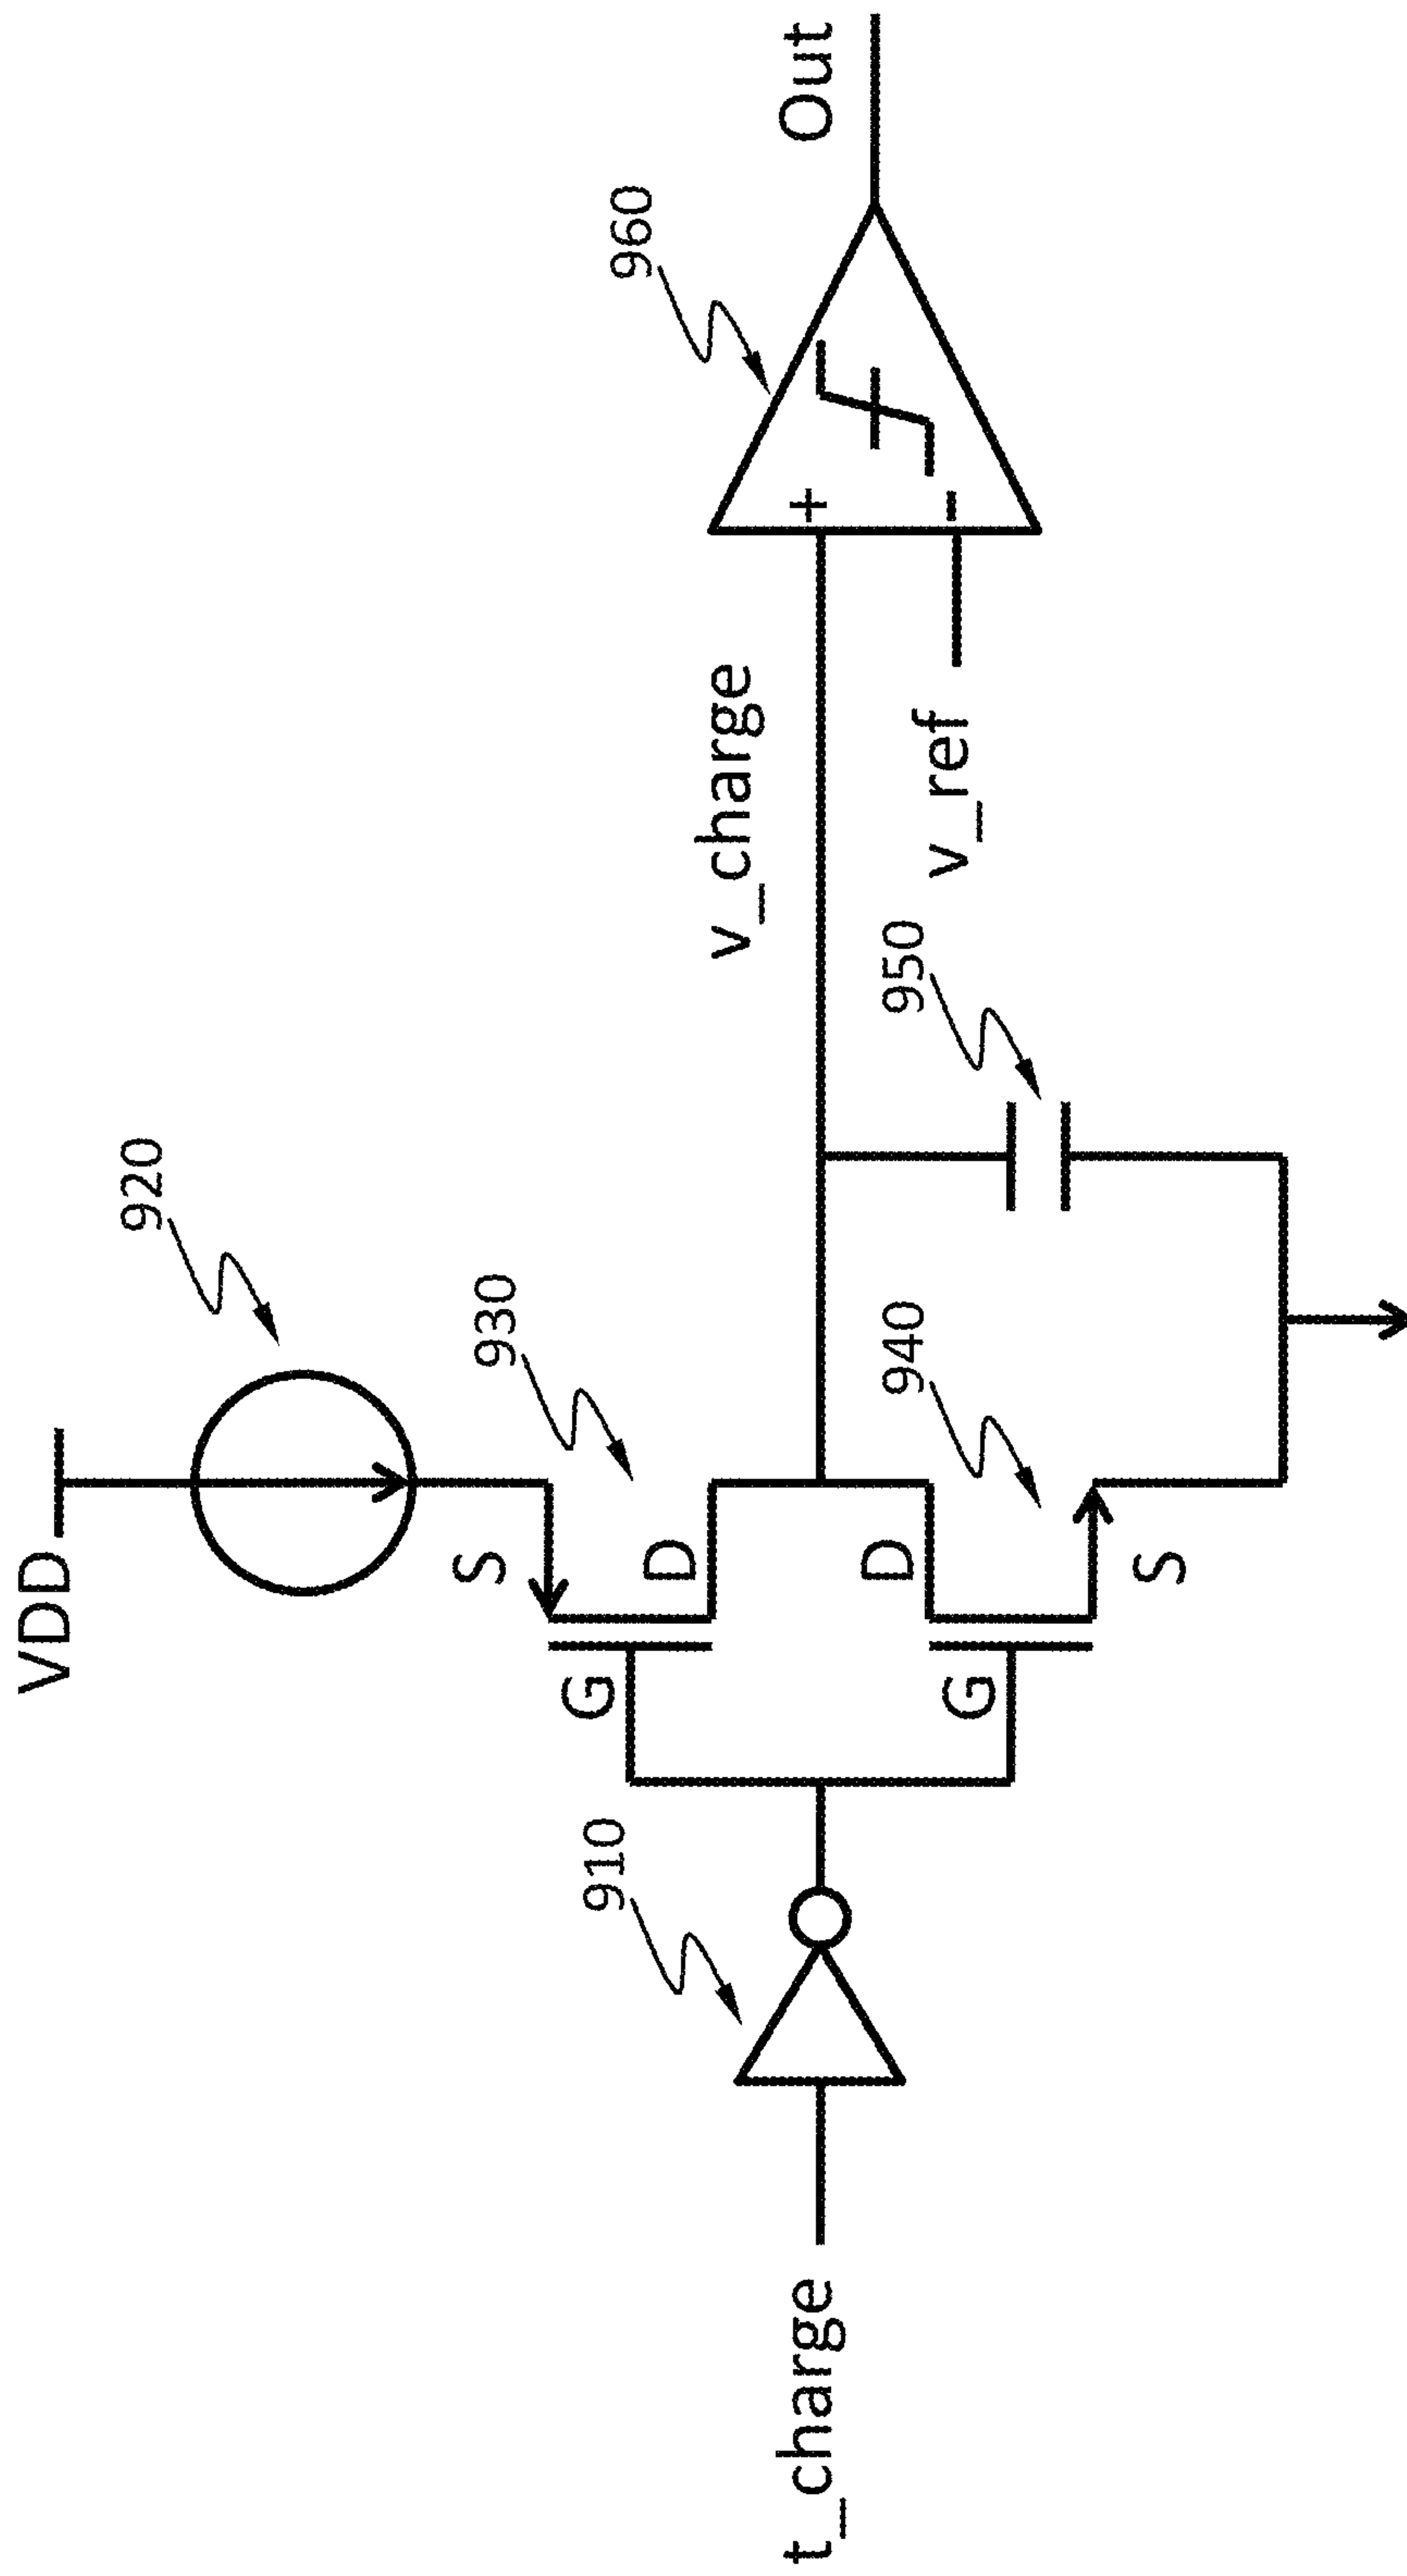 VDD
920
S
930
D
G
910
t_charge
D
G
940
S
950
v_charge
v_ref
+
-
960
Out